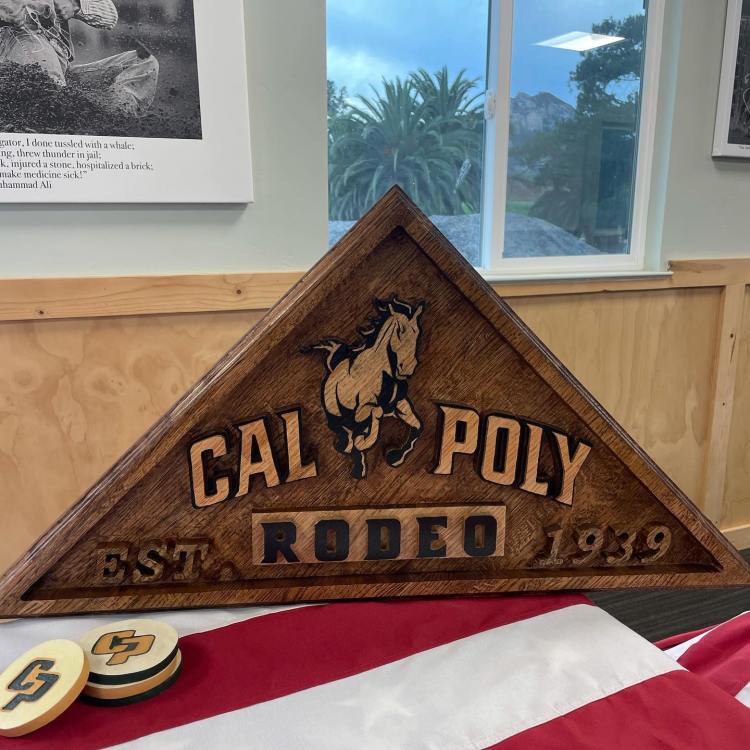 gator, I done tussled with a whale;
ng, threw thunder in jail;
k, injured a stone, hospitalized a brick;
make medicine sick!"
uhammad Ali
CAL POLY
RODEO
EST. 1939
CP
CP